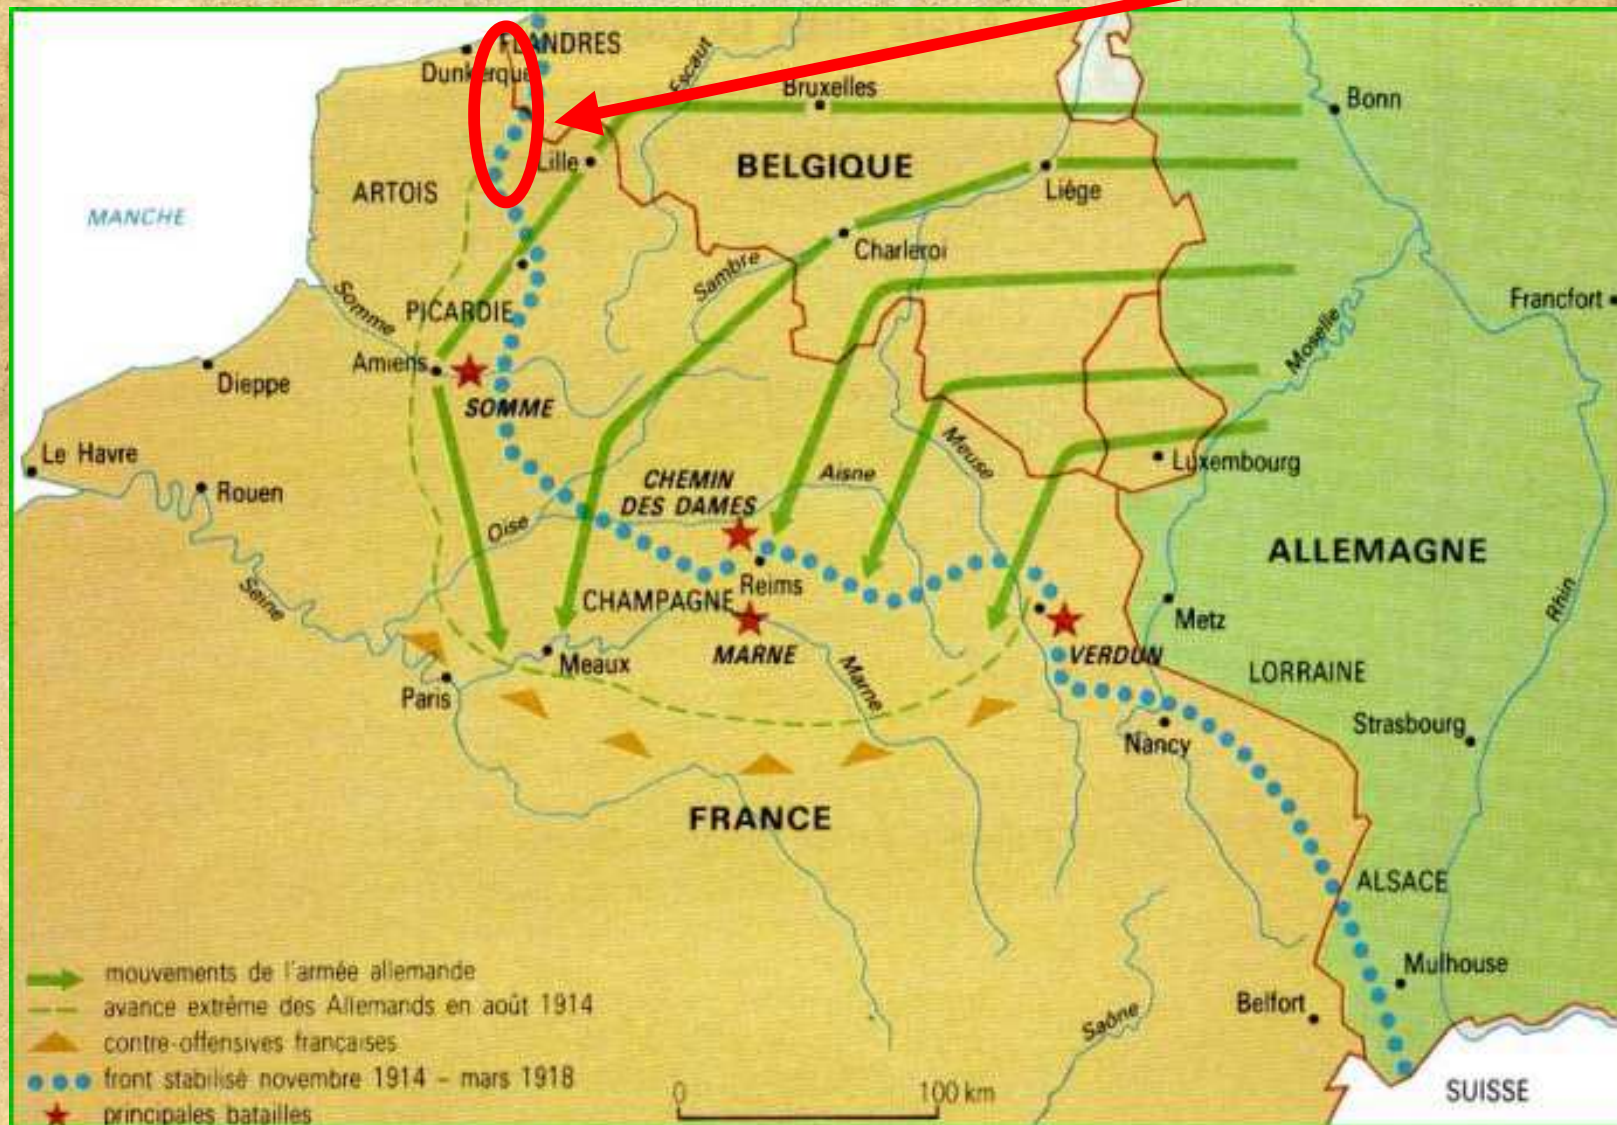 FLANDRES
Dunkerque
Escaut
Bruxelles
Bonn
Lille
BELGIQUE
Liége
ARTOIS
MANCHE
Charleroi
Sambre
Somme
PICARDIE
Francfort
Moselle
Amiens
Dieppe
SOMME
Meuse
Le Havre
Rouen
CHEMIN
DES DAMES
Aisne
Luxembourg
Oise
ALLEMAGNE
Seine
Reims
CHAMPAGNE
Rhin
Metz
Meaux
MARNE
Marne
VERDUN
LORRAINE
Paris
Strasbourg
Nancy
FRANCE
ALSACE
Mulhouse
Belfort
Saône
mouvements de l'armée allemande
avance extrême des Allemands en août 1914
contre-offensives françaises
front stabilisé novembre 1914 – mars 1918
principales batailles
0 100 km
SUISSE